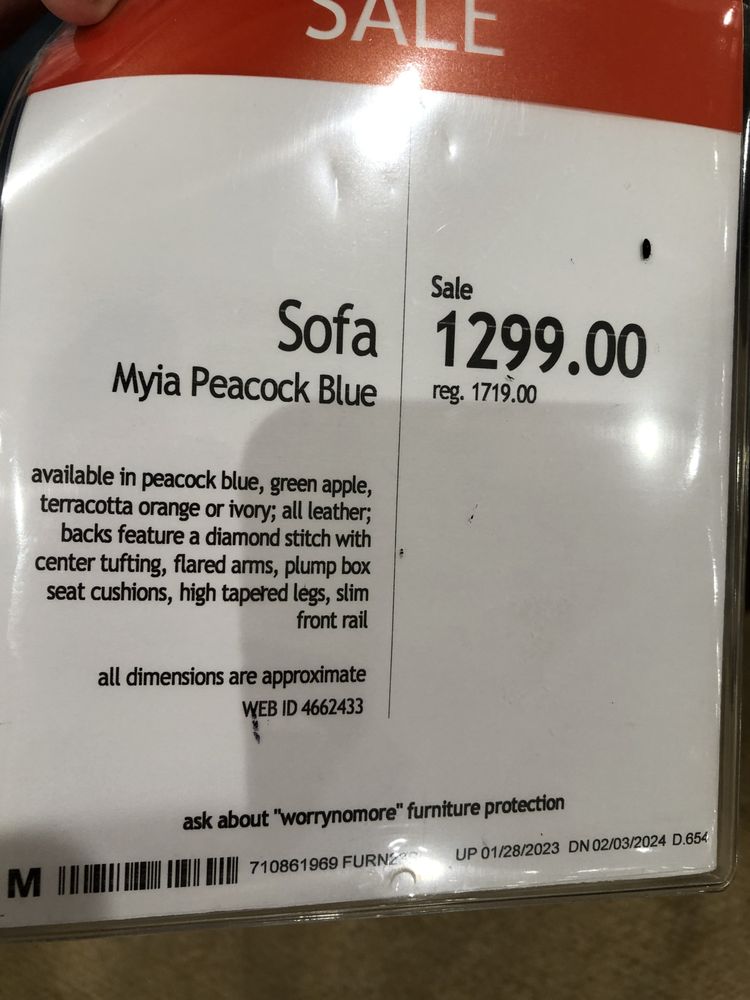 SALE
Sofa
Myia Peacock Blue
available in peacock blue, green apple,
terracotta orange or ivory; all leather;
backs feature a diamond stitch with
center tufting, flared arms, plump box
seat cushions, high tapered legs, slim
front rail
all dimensions are approximate
WEB ID 4662433
Sale
1299.00
reg. 1719.00
ask about "worrynomore" furniture protection
M 710861969 UP 01/28/2023 DN 02/03/2024 D.654